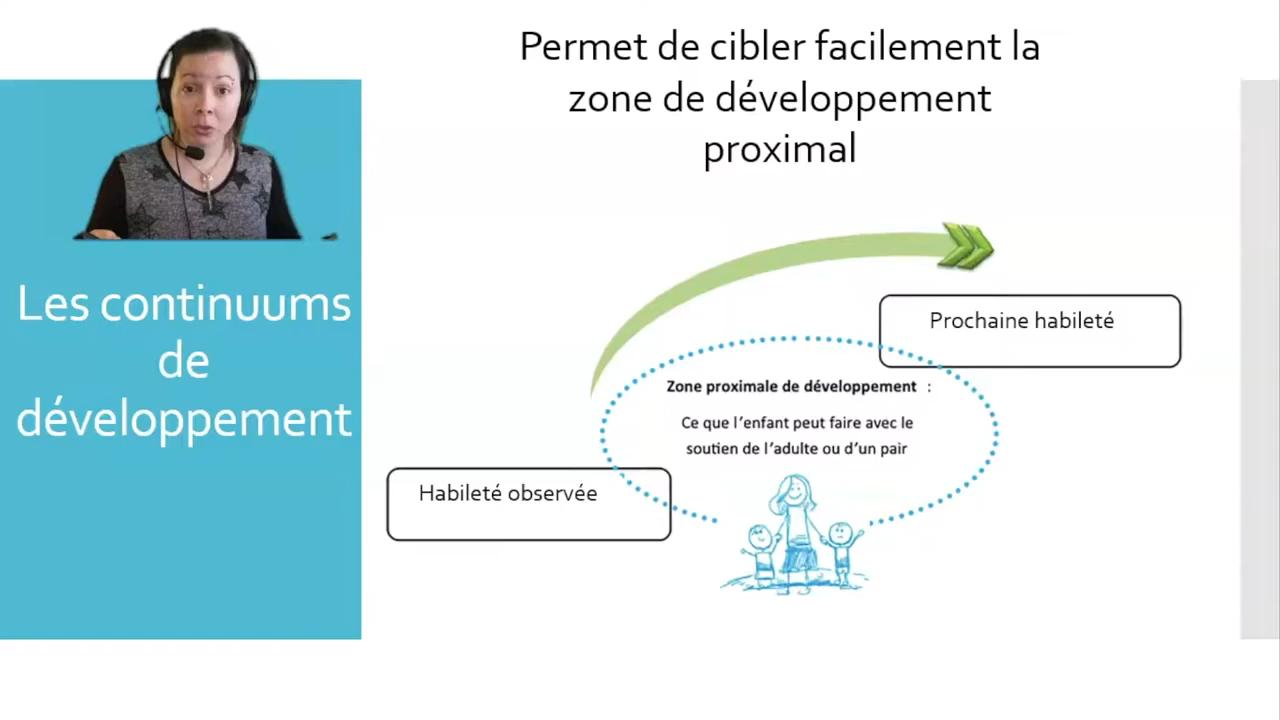 Permet de cibler facilement la
zone de développement
proximal
Les continuums
de
développement
Prochaine habileté
Zone proximale de développement :
Ce que l'enfant peut faire avec le
soutien de l'adulte ou d'un pair
Habileté observée